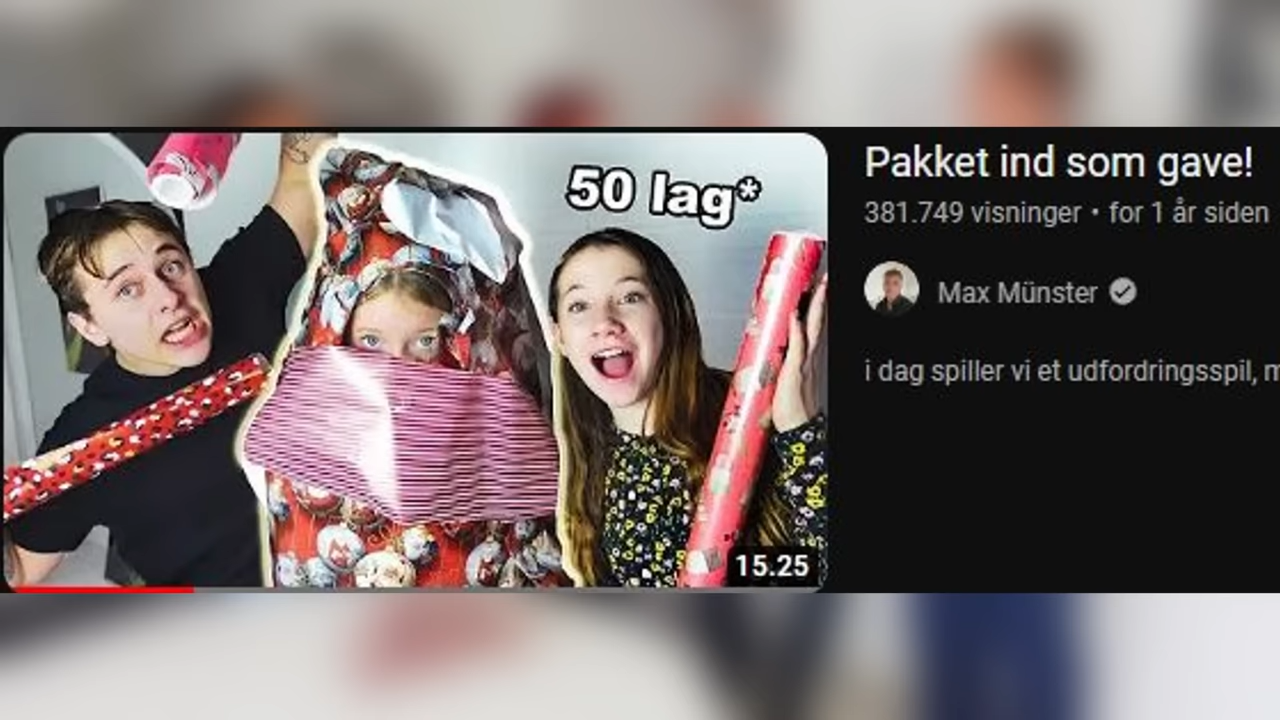 50 lag*
15.25
Pakket ind som gave!
381.749 visninger • for 1 år siden
Max Münster
i dag spiller vi et udfordringsspil, m